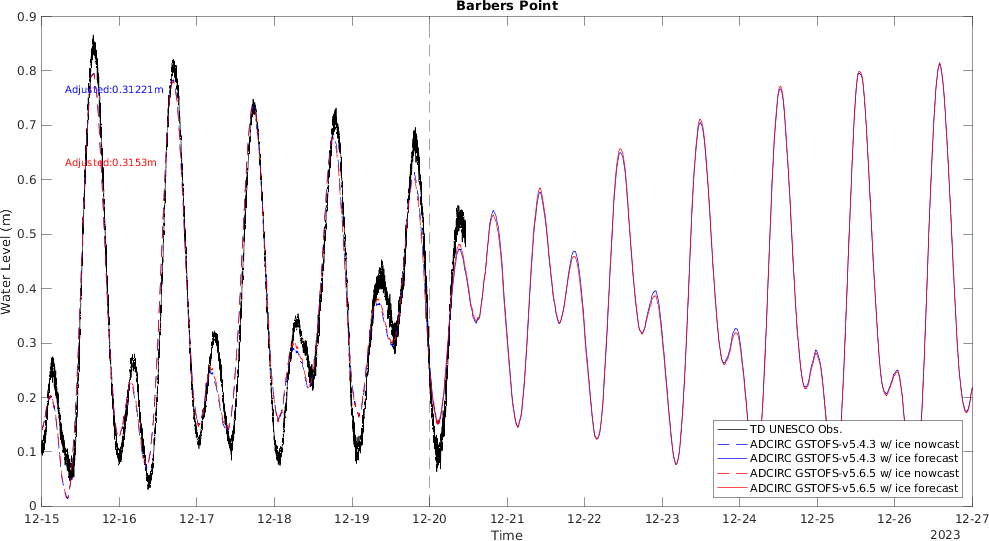 Barbers Point
0.9
0.8
Adjusted:0.31221m
0.7
Adjusted:0.3153m
0.6
0.5
Water Level (m)
0.4
0.3
0.2
TD UNESCO Obs.
0.1
ADCIRC GSTOFS-v5.4.3 w/ ice nowcast
ADCIRC GSTOFS-v5.4.3 w/ ice forecast
ADCIRC GSTOFS-v5.6.5 w/ ice nowcast
ADCIRC GSTOFS-v5.6.5 w/ ice forecast
0
12-15 12-16 12-17 12-18 12-19 12-20 12-21 12-22 12-23 12-24 12-25 12-26 12-27
Time 2023